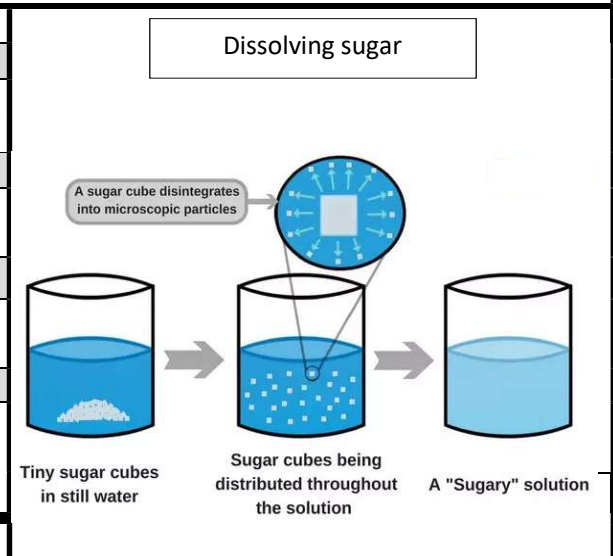 Dissolving sugar
A sugar cube disintegrates
into microscopic particles
Tiny sugar cubes
in still water
Sugar cubes being
distributed throughout
the solution
A "Sugary" solution